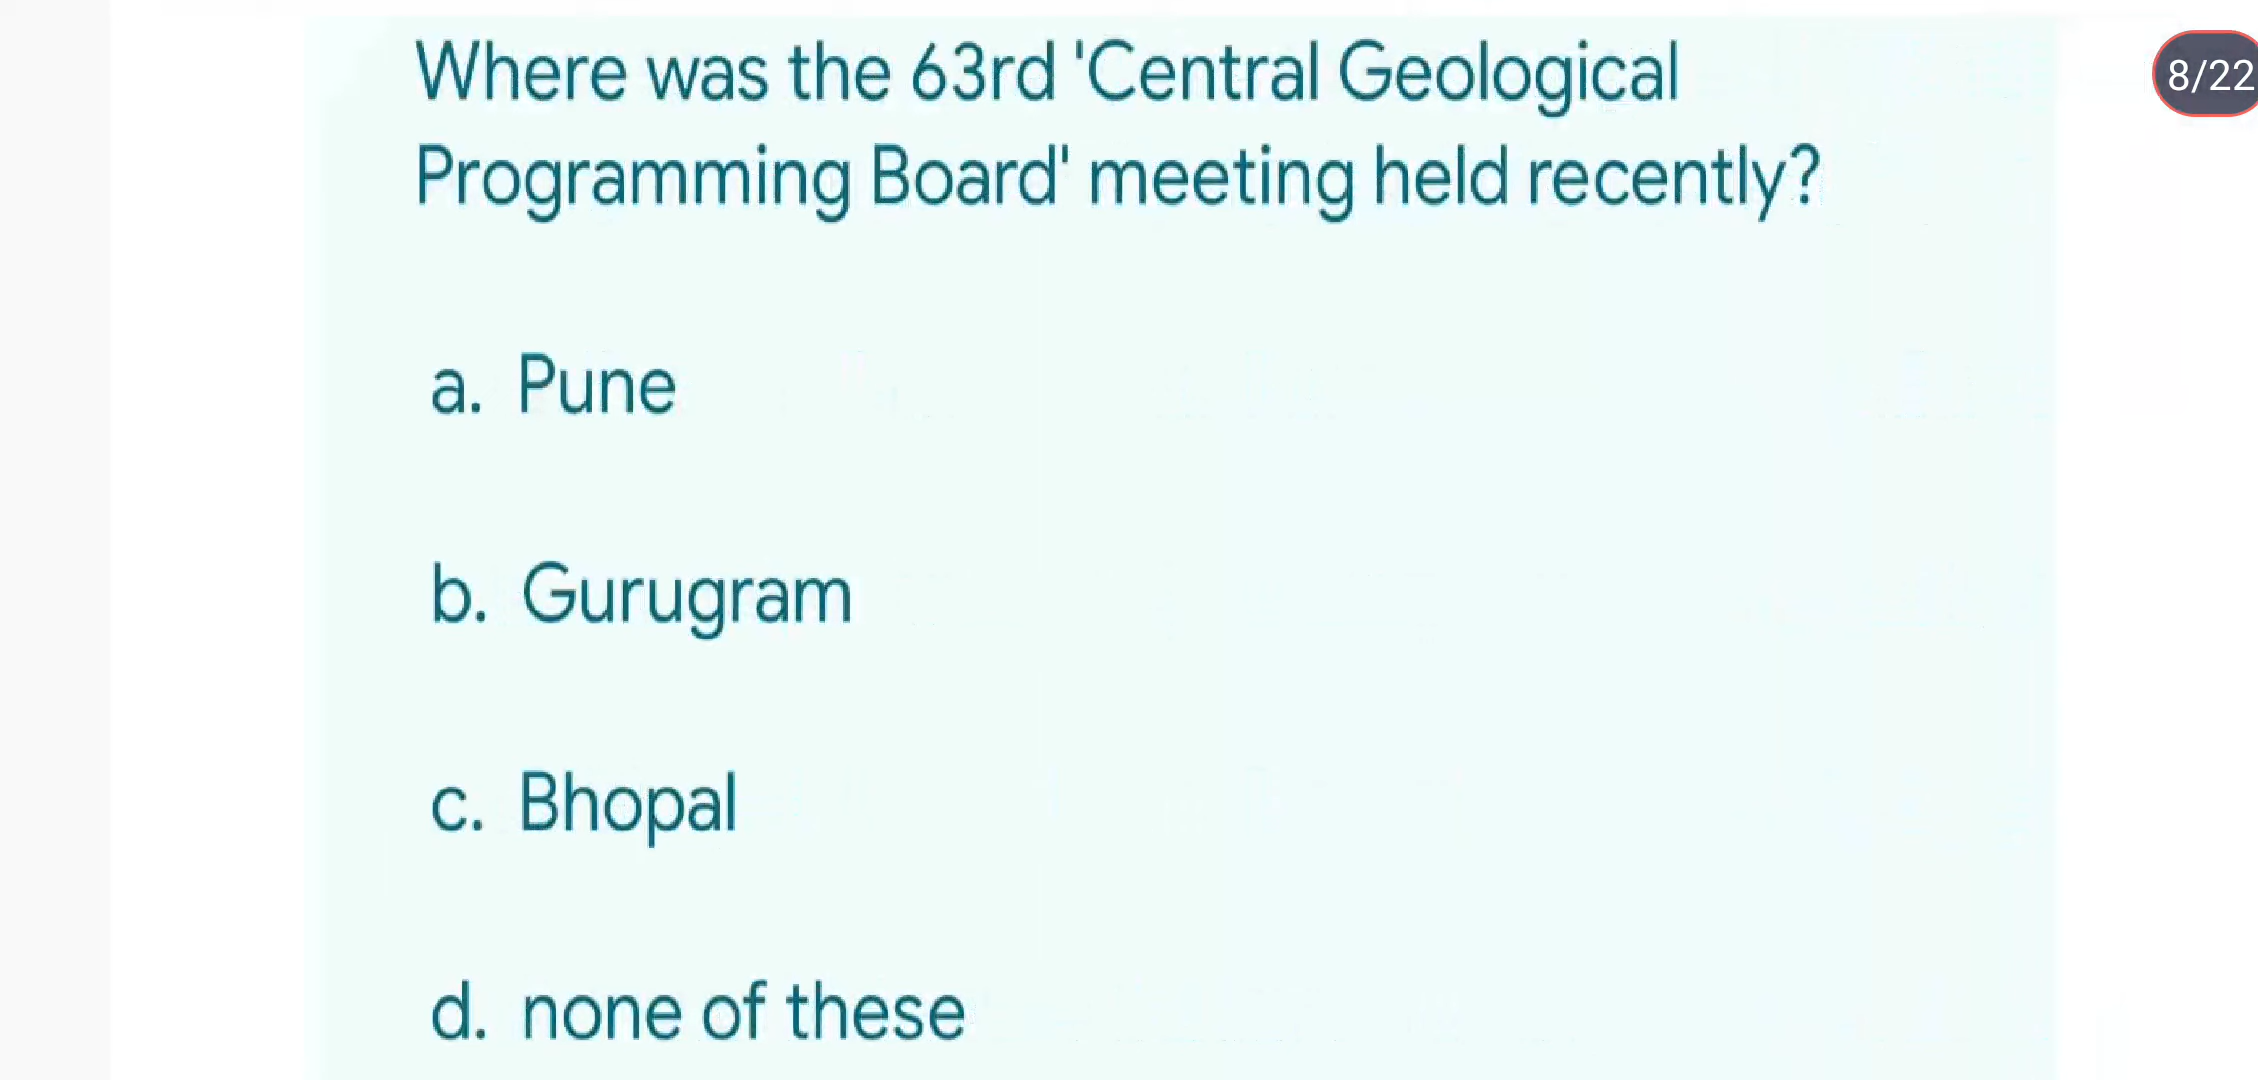 Where was the 63rd 'Central Geological
8/22
Programming Board' meeting held recently?
a. Pune
b. Gurugram
c. Bhopal
d. none of these